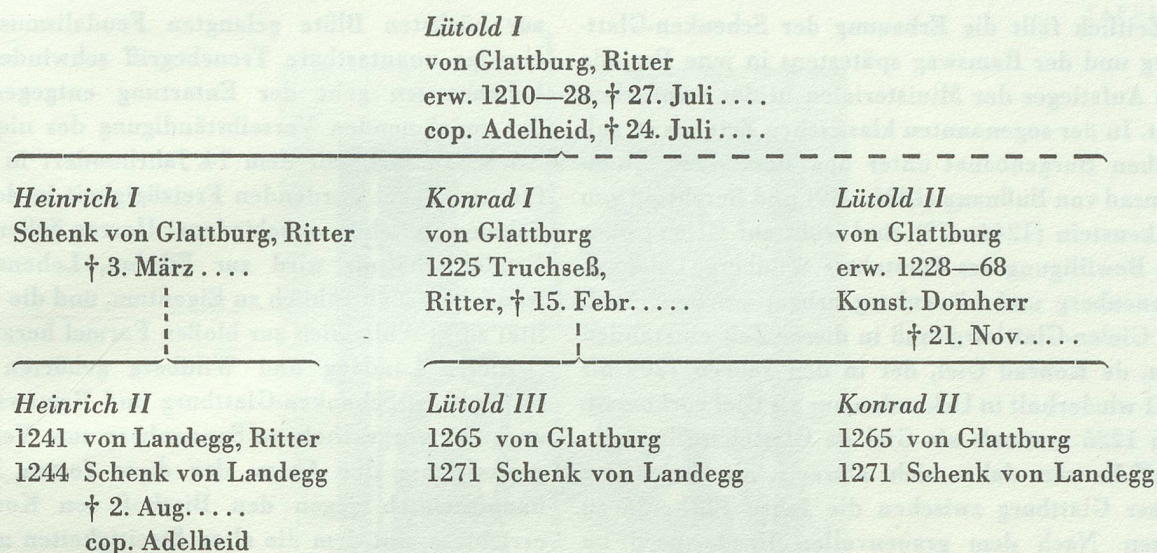 Lütold I
von Glattburg, Ritter
erw. 1210—28, † 27. Juli . . . .
cop. Adelheid, † 24. Juli . . . .
Heinrich I
Schenk von Glattburg, Ritter
† 3. März . . . .
Konrad I
von Glattburg
1225 Truchseß,
Ritter, † 15. Febr. . . . .
Lütold II
von Glattburg
erw. 1228—68
Konst. Domherr
† 21. Nov. . . . .
Heinrich II
1241 von Landegg, Ritter
1244 Schenk von Landegg
† 2. Aug. . . . .
cop. Adelheid
Lütold III
1265 von Glattburg
1271 Schenk von Landegg
Konrad II
1265 von Glattburg
1271 Schenk von Landegg